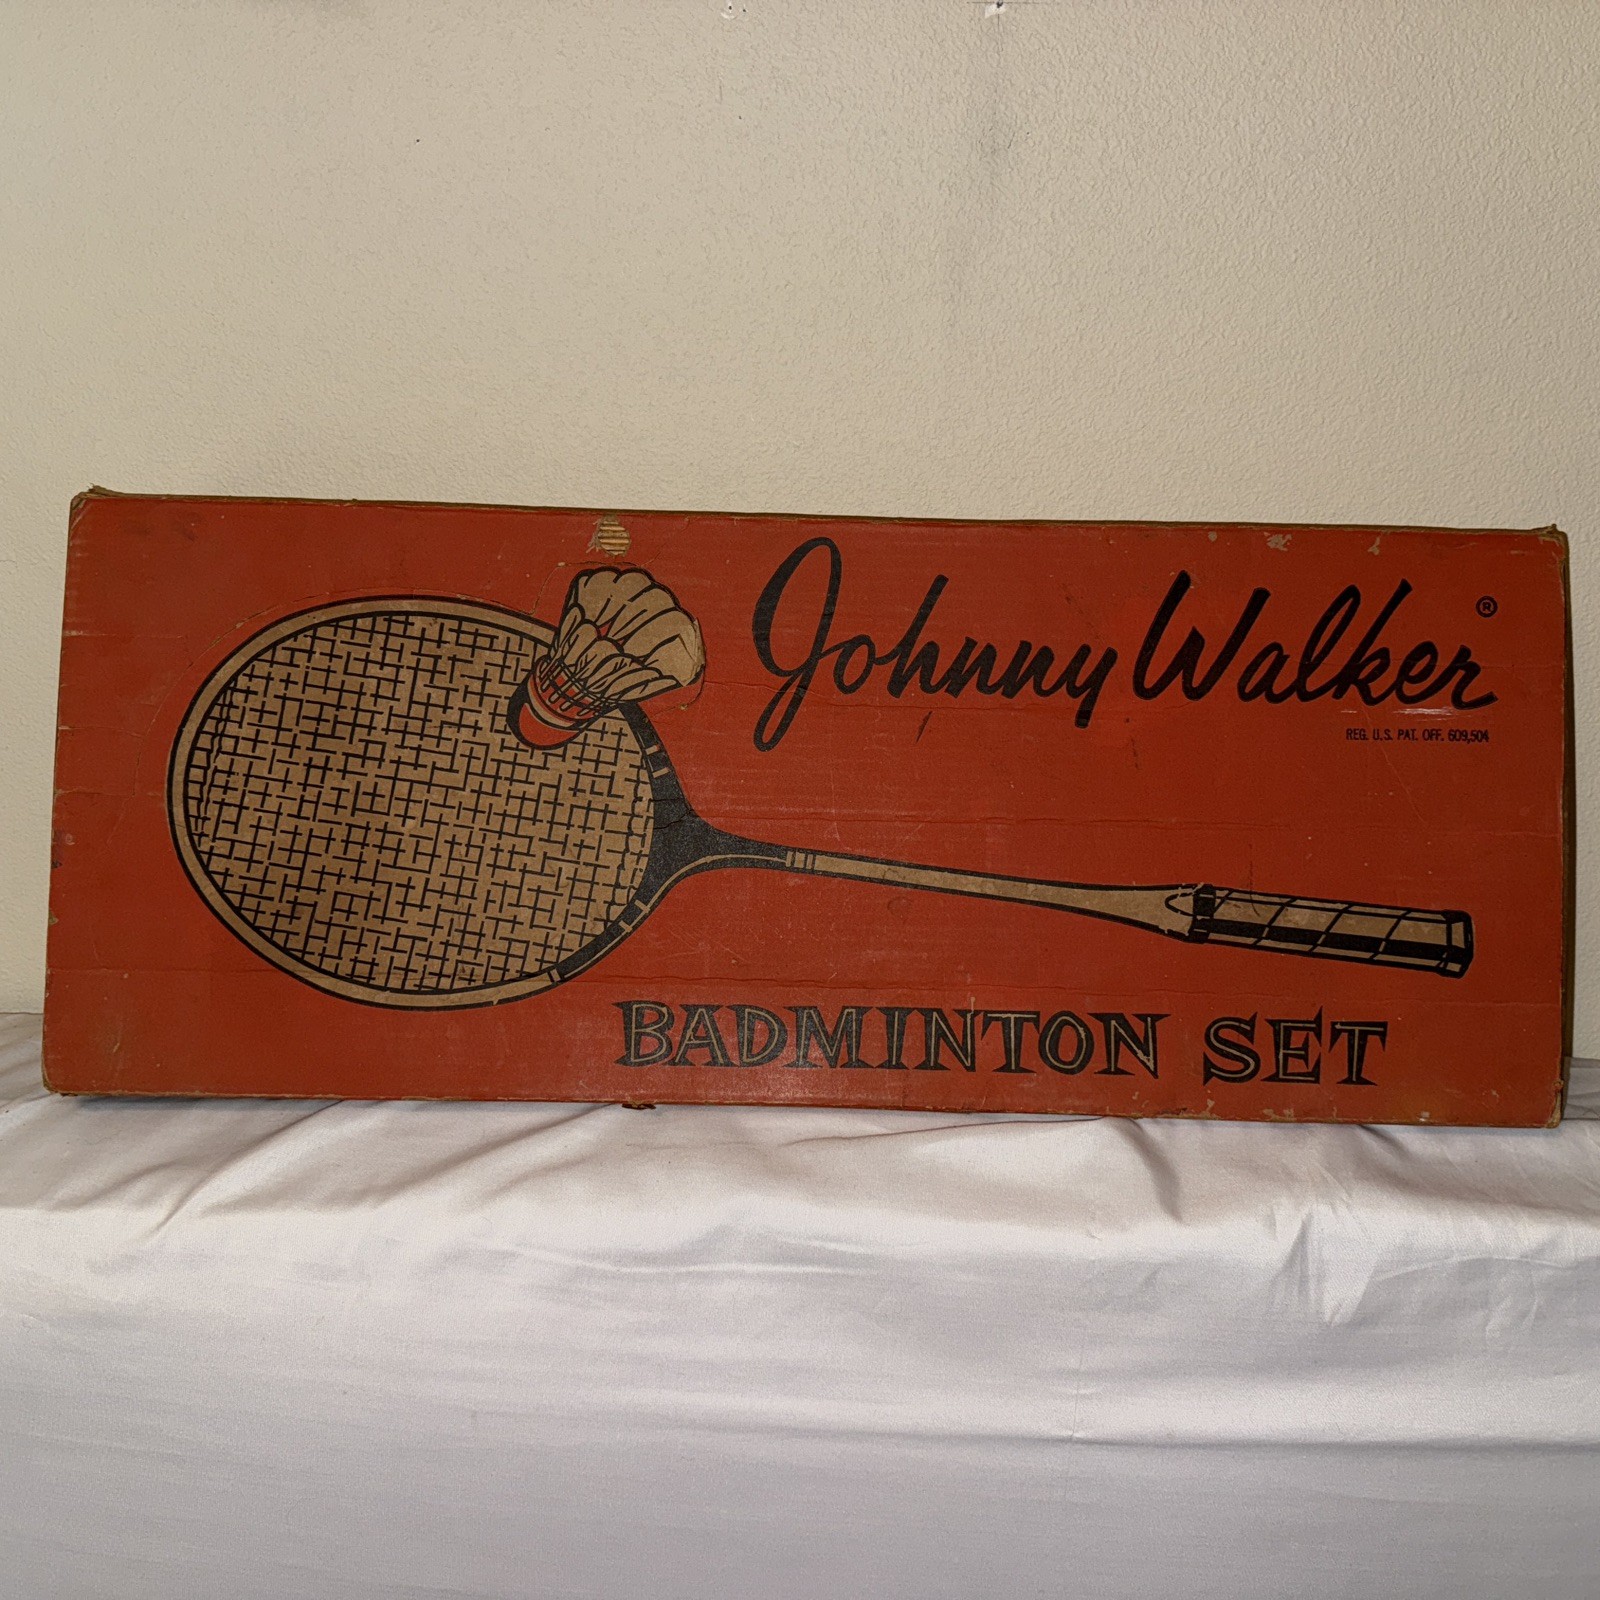 Johnny Walker ®
REG. U.S. PAT. OFF. 609,504
BADMINTON SET